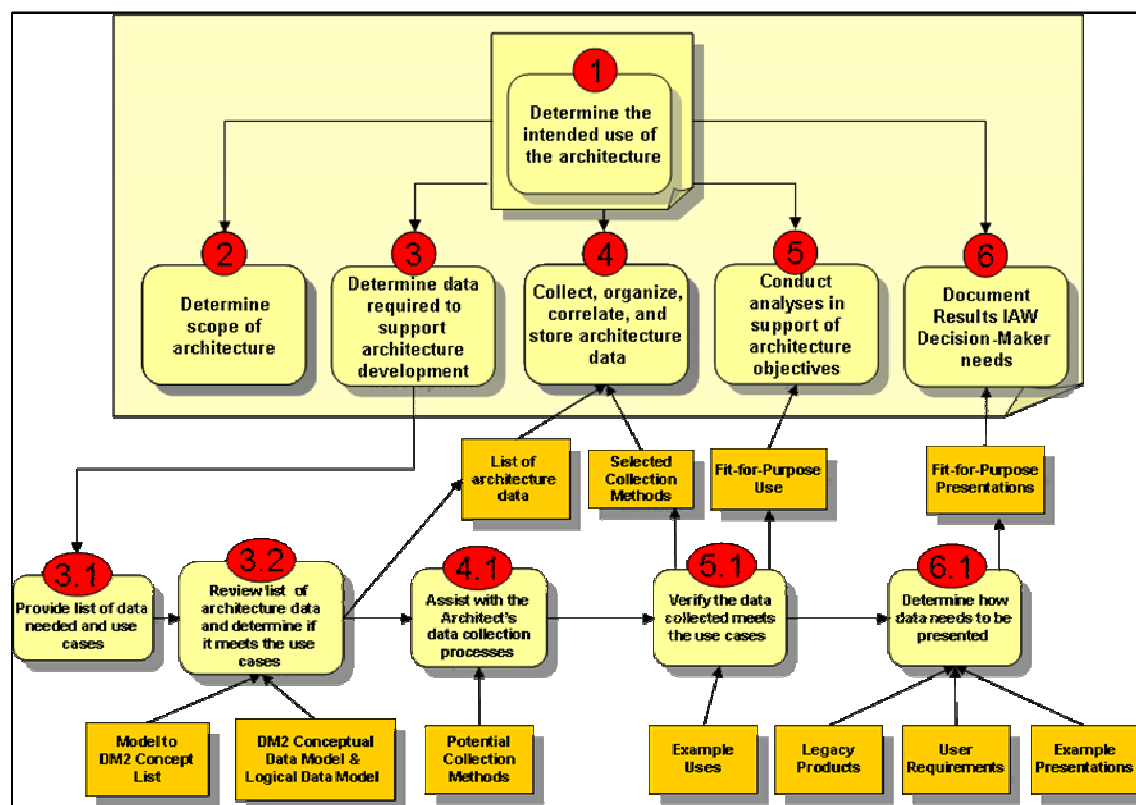 1
Determine the
intended use of
the architecture
2
Determine
scope of
architecture
3
Determine data
required to
support
architecture
development
4
Collect, organize,
correlate, and
store architecture
data
5
Conduct
analyses in
support of
architecture
objectives
6
Document
Results IAW
Decision-Maker
needs
List of
architecture
data
Selected
Collection
Methods
Fit-for-Purpose
Use
Fit-for-Purpose
Presentations
3.1
Provide list of data
needed and use
cases
3.2
Review list of
architecture data
and determine if
it meets the use
cases
4.1
Assist with the
Architect's
data collection
processes
5.1
Verify the data
collected meets
the use cases
6.1
Determine how
data needs to be
presented
Model to
DM2 Concept
List
DM2 Conceptual
Data Model &
Logical Data Model
Potential
Collection
Methods
Example
Uses
Legacy
Products
User
Requirements
Example
Presentations